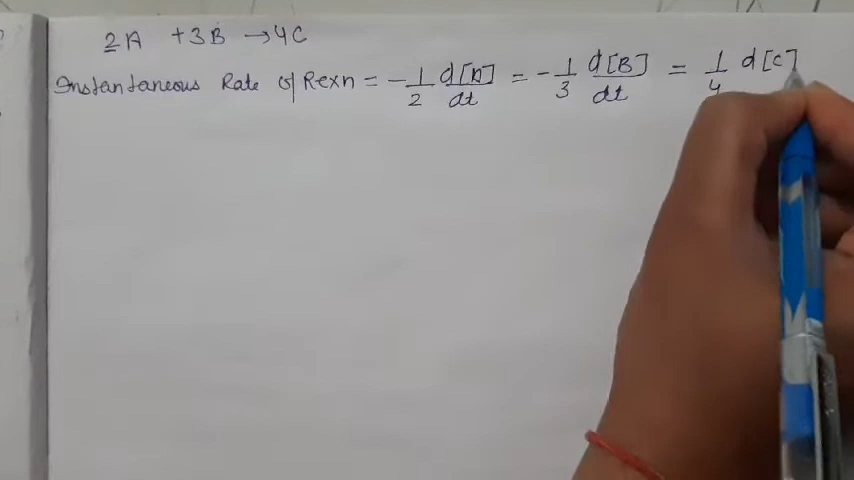 2A +3B → 4C
Instantaneous Rate of Rexn = - 1/2 d[A]/dt = - 1/3 d[B]/dt = 1/4 d[C]